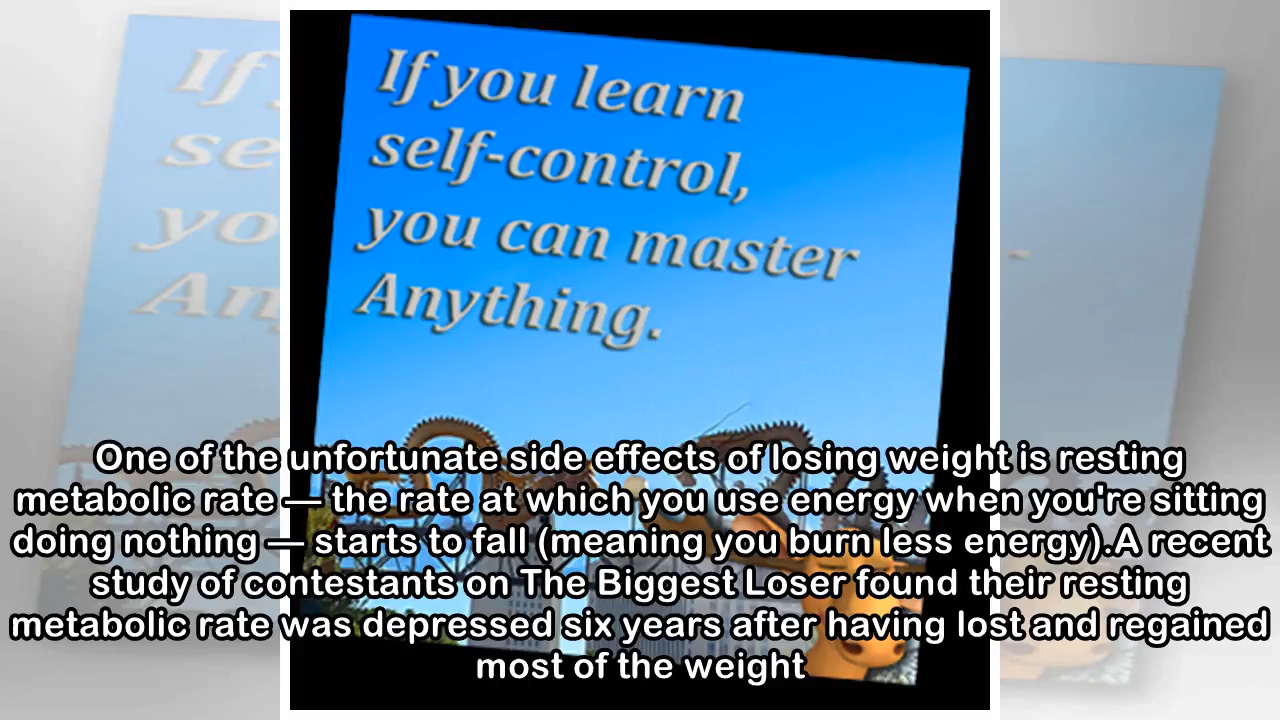 If you learn
self-control,
you can master
Anything.
One of the unfortunate side effects of losing weight is resting
metabolic rate — the rate at which you use energy when you're sitting
doing nothing — starts to fall (meaning you burn less energy).A recent
study of contestants on The Biggest Loser found their resting
metabolic rate was depressed six years after having lost and regained
most of the weight